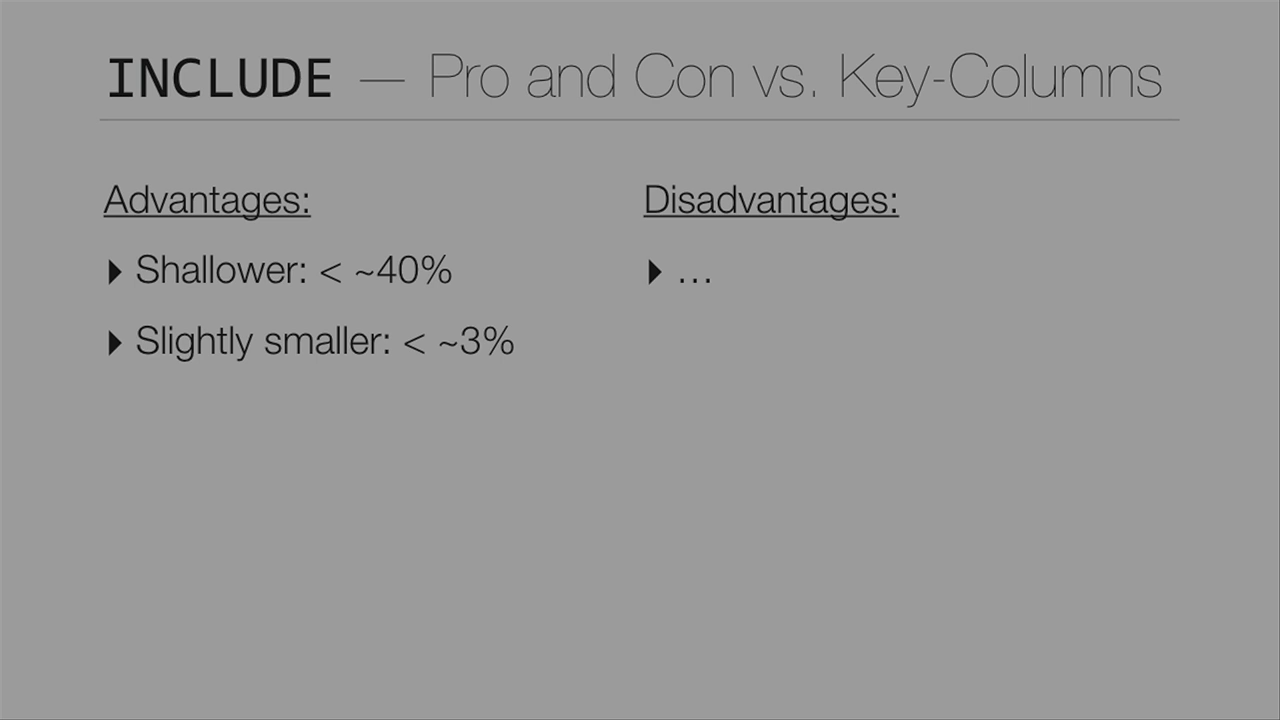 INCLUDE — Pro and Con vs. Key-Columns
Advantages:
▶ Shallower: < ~40%
▶ Slightly smaller: < ~3%
Disadvantages:
▶ …